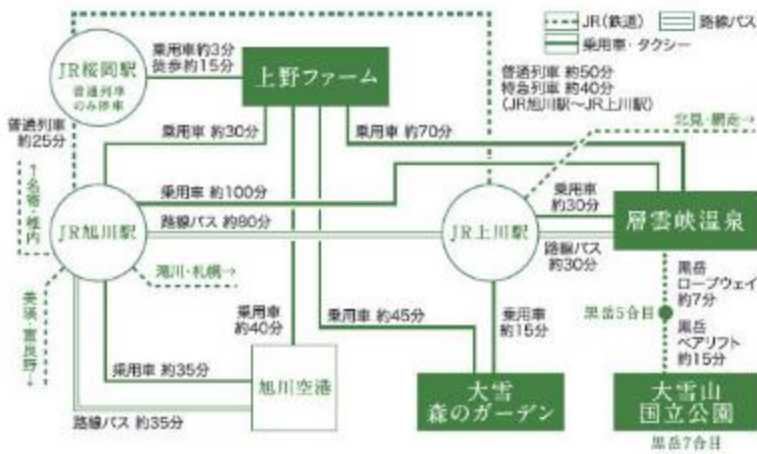 JR(鉄道)
路線バス
乗用車・タクシー
JR桜岡駅
普通列車
のみ停車
乗用車約3分
徒歩約15分
上野ファーム
普通列車 約50分
特急列車 約40分
(JR旭川駅〜JR上川駅)
北見・網走→
普通列車
約25分
乗用車 約30分
乗用車 約70分
←名寄・稚内
JR旭川駅
乗用車 約100分
路線バス 約80分
JR上川駅
乗用車
約30分
層雲峡温泉
路線バス
約30分
滝川・札幌→
美瑛・富良野→
乗用車
約40分
乗用車 約45分
乗用車
約15分
黒岳
ロープウェイ
約7分
黒岳5合目
黒岳
ペアリフト
約15分
乗用車 約35分
旭川空港
路線バス 約35分
大雪
森のガーデン
大雪山
国立公園
黒岳7合目